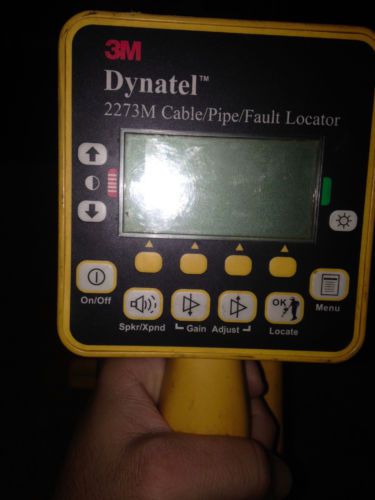 3M
Dynatel™
2273M Cable/Pipe/Fault Locator
On/Off
Spkr/Xpnd
Gain Adjust
OK
Locate
Menu